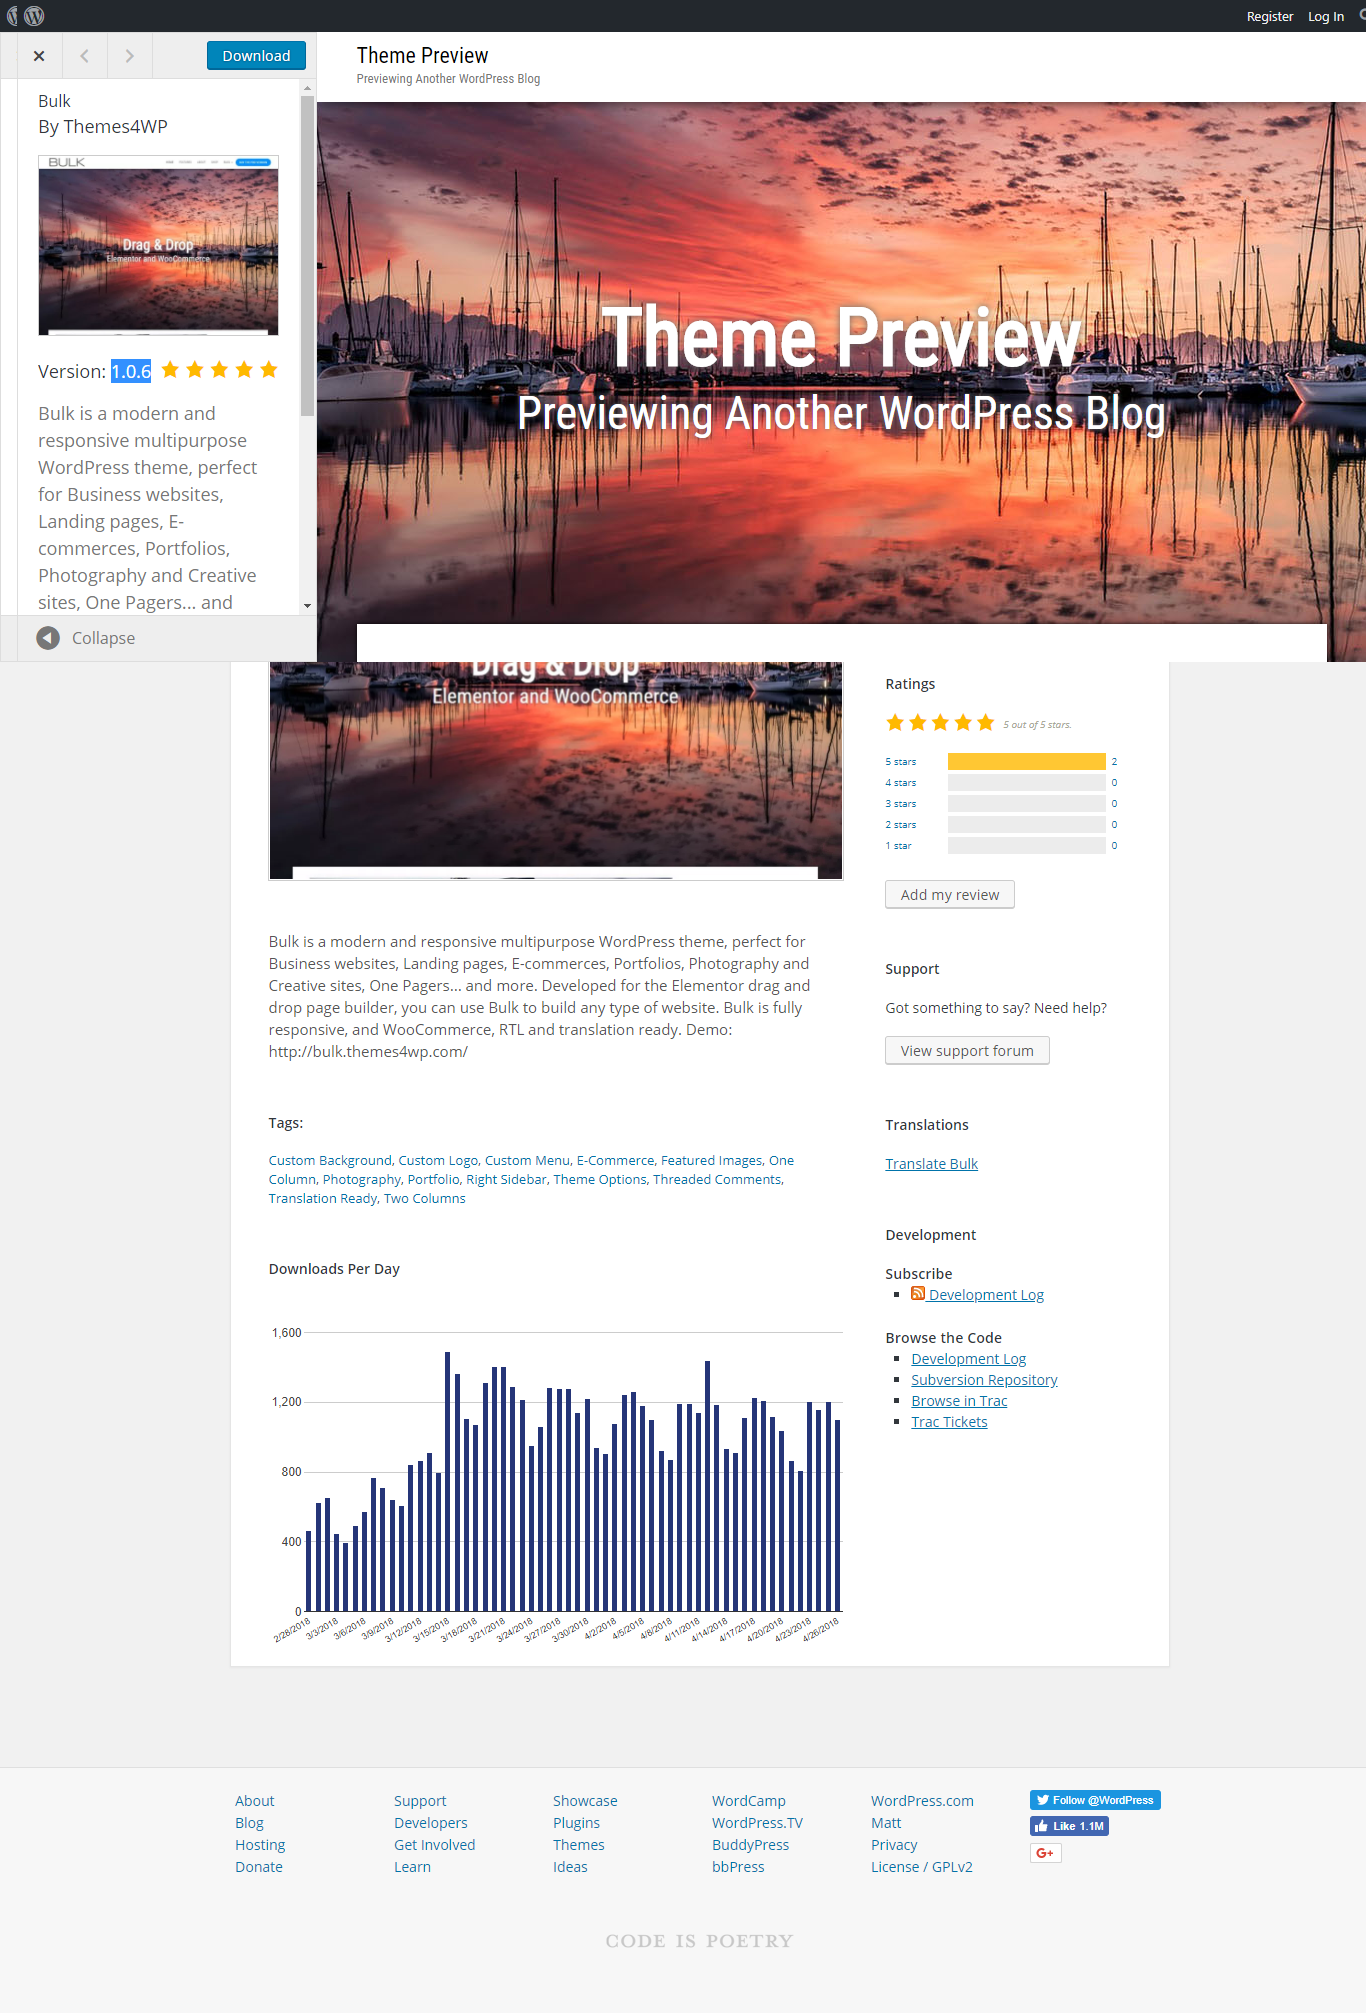 Register Log In
Download
Bulk
By Themes4WP
BULK
Drag & Drop
Elementor and WooCommerce
Version: 1.0.6
Bulk is a modern and
responsive multipurpose
WordPress theme, perfect
for Business websites,
Landing pages, E-
commerces, Portfolios,
Photography and Creative
sites, One Pagers... and
Collapse
Theme Preview
Previewing Another WordPress Blog
Theme Preview
Previewing Another WordPress Blog
Drag & Drop
Elementor and WooCommerce
Bulk is a modern and responsive multipurpose WordPress theme, perfect for
Business websites, Landing pages, E-commerces, Portfolios, Photography and
Creative sites, One Pagers... and more. Developed for the Elementor drag and
drop page builder, you can use Bulk to build any type of website. Bulk is fully
responsive, and WooCommerce, RTL and translation ready. Demo:
http://bulk.themes4wp.com/
Tags:
Custom Background, Custom Logo, Custom Menu, E-Commerce, Featured Images, One
Column, Photography, Portfolio, Right Sidebar, Theme Options, Threaded Comments,
Translation Ready, Two Columns
Downloads Per Day
1,600
1,200
800
400
0
2/28/2018 3/3/2018 3/6/2018 3/9/2018 3/12/2018 3/15/2018 3/18/2018 3/21/2018 3/24/2018 3/27/2018 3/30/2018 4/2/2018 4/5/2018 4/8/2018 4/11/2018 4/14/2018 4/17/2018 4/20/2018 4/23/2018 4/26/2018
Ratings
5 out of 5 stars.
5 stars 2
4 stars 0
3 stars 0
2 stars 0
1 star 0
Add my review
Support
Got something to say? Need help?
View support forum
Translations
Translate Bulk
Development
Subscribe
Development Log
Browse the Code
Development Log
Subversion Repository
Browse in Trac
Trac Tickets
About
Blog
Hosting
Donate
Support
Developers
Get Involved
Learn
Showcase
Plugins
Themes
Ideas
WordCamp
WordPress.TV
BuddyPress
bbPress
WordPress.com
Matt
Privacy
License / GPLv2
Follow @WordPress
Like 1.1M
G+
CODE IS POETRY